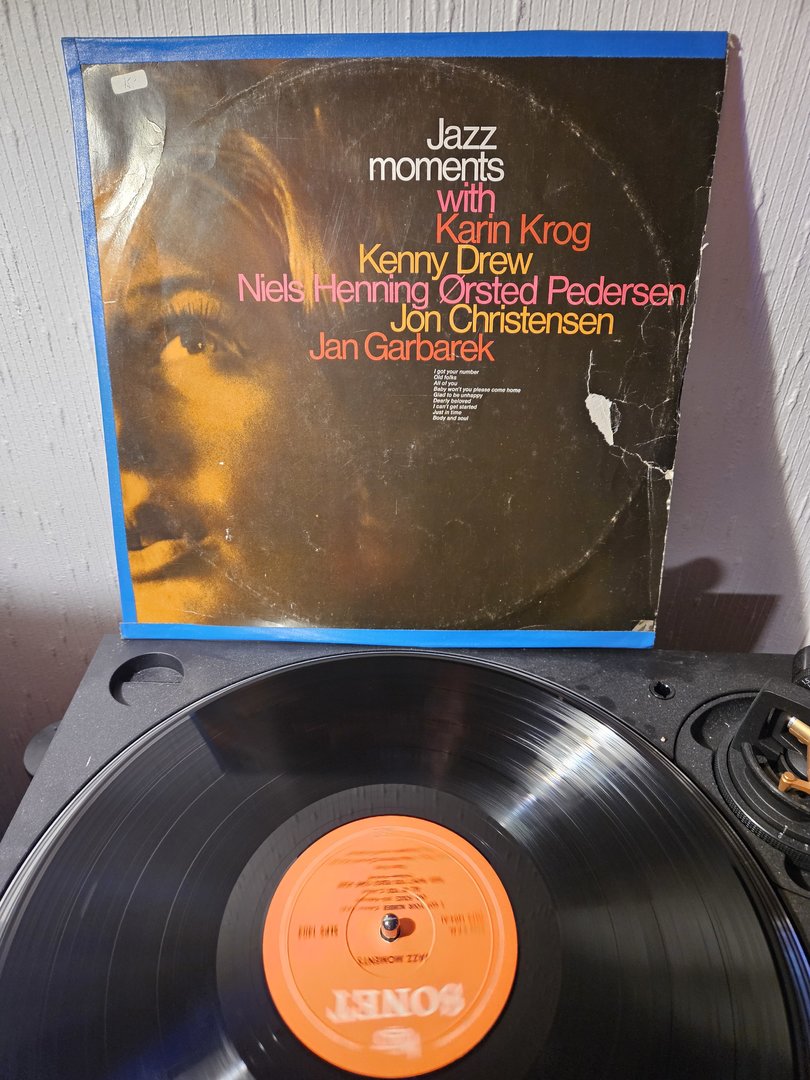 K-
Jazz
moments
with
Karin Krog
Kenny Drew
Niels Henning Ørsted Pedersen
Jon Christensen
Jan Garbarek
I got your number
Old folks
All of you
Baby won't you please come home
Glad to be unhappy
Dearly beloved
I can't get started
Just in time
Body and soul
JAZZ MOMENTS
SONET